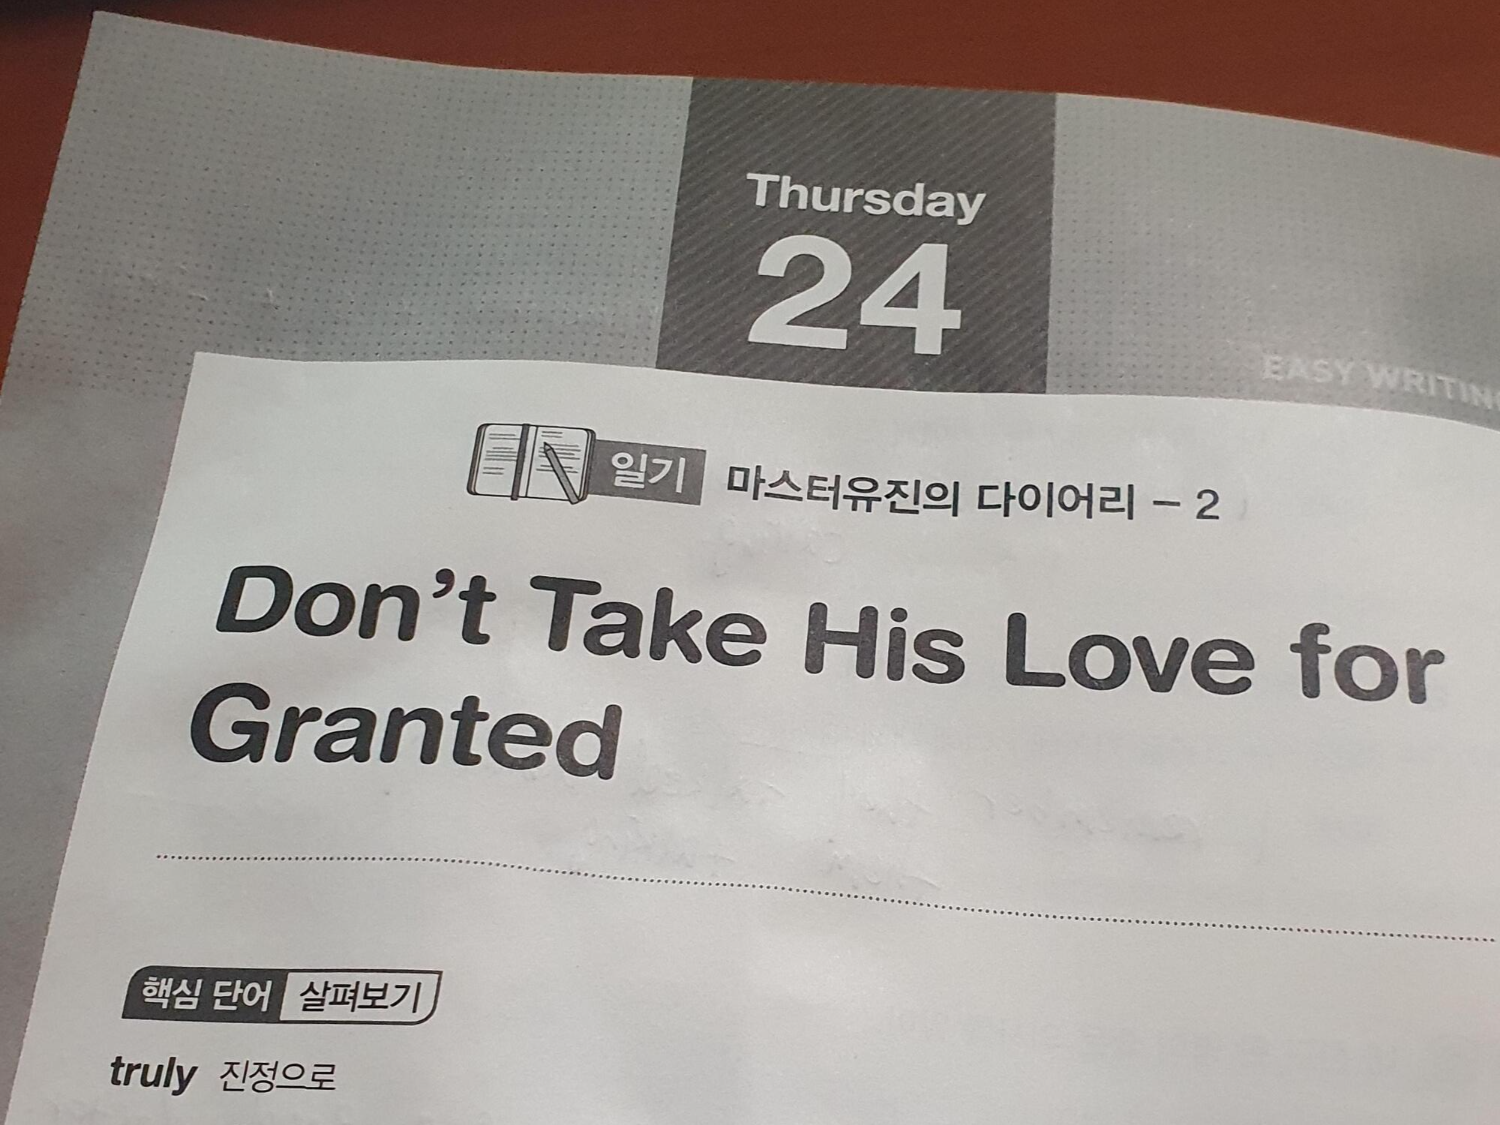 Thursday
24
EASY WRITING
일기 마스터유진의 다이어리 – 2
Don't Take His Love for
Granted
핵심 단어 살펴보기
truly 진정으로